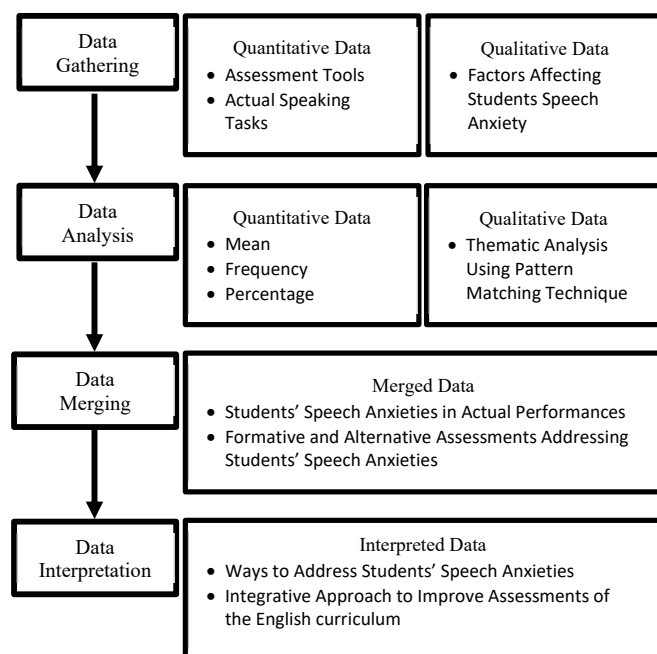 Data
Gathering
Quantitative Data
• Assessment Tools
• Actual Speaking
Tasks
Qualitative Data
• Factors Affecting
Students Speech
Anxiety
Data
Analysis
Quantitative Data
• Mean
• Frequency
• Percentage
Qualitative Data
• Thematic Analysis
Using Pattern
Matching Technique
Data
Merging
Merged Data
• Students’ Speech Anxieties in Actual Performances
• Formative and Alternative Assessments Addressing
Students’ Speech Anxieties
Data
Interpretation
Interpreted Data
• Ways to Address Students’ Speech Anxieties
• Integrative Approach to Improve Assessments of
the English curriculum